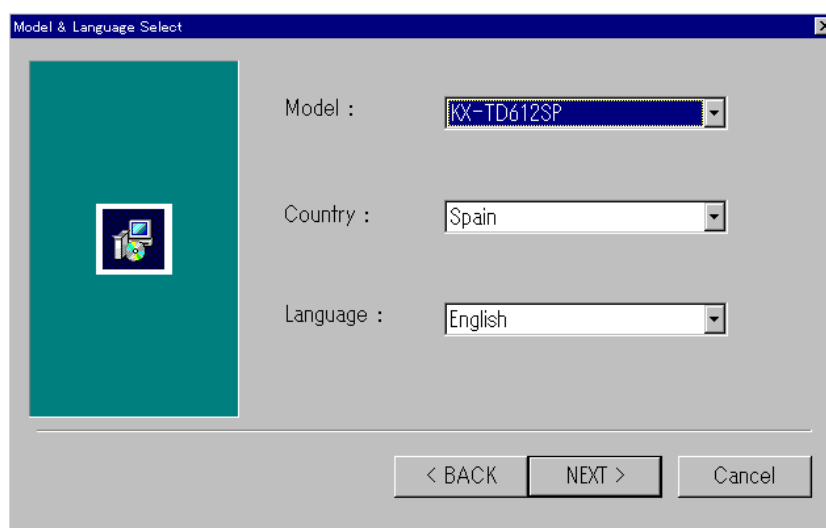 Model & Language Select
Model : KX-TD612SP
Country : Spain
Language : English
< BACK NEXT > Cancel